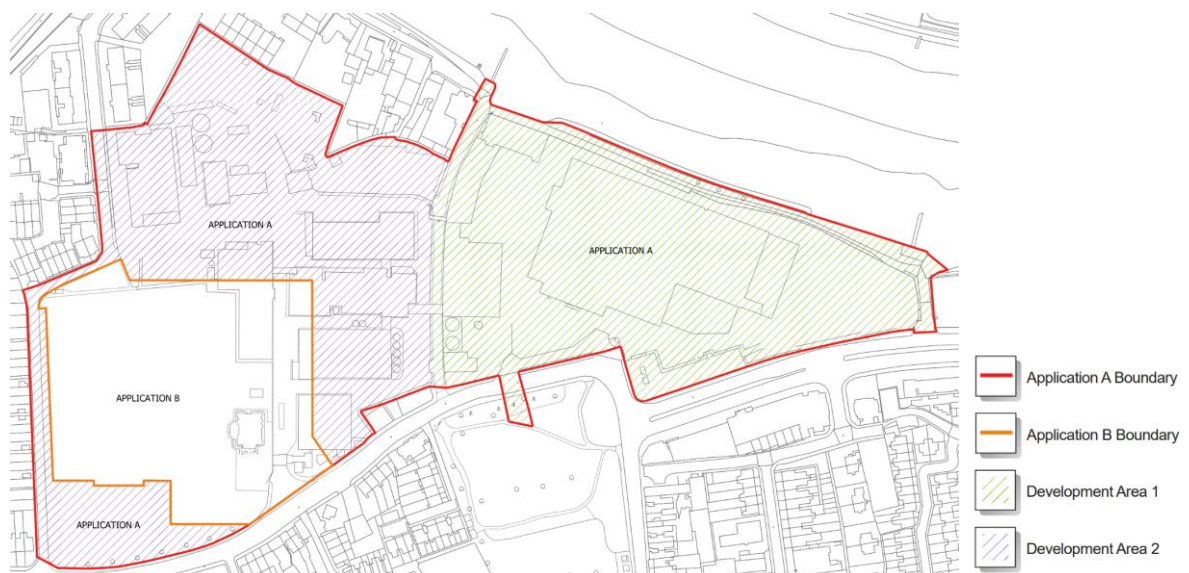 APPLICATION A
APPLICATION A
APPLICATION B
APPLICATION A
Application A Boundary
Application B Boundary
Development Area 1
Development Area 2